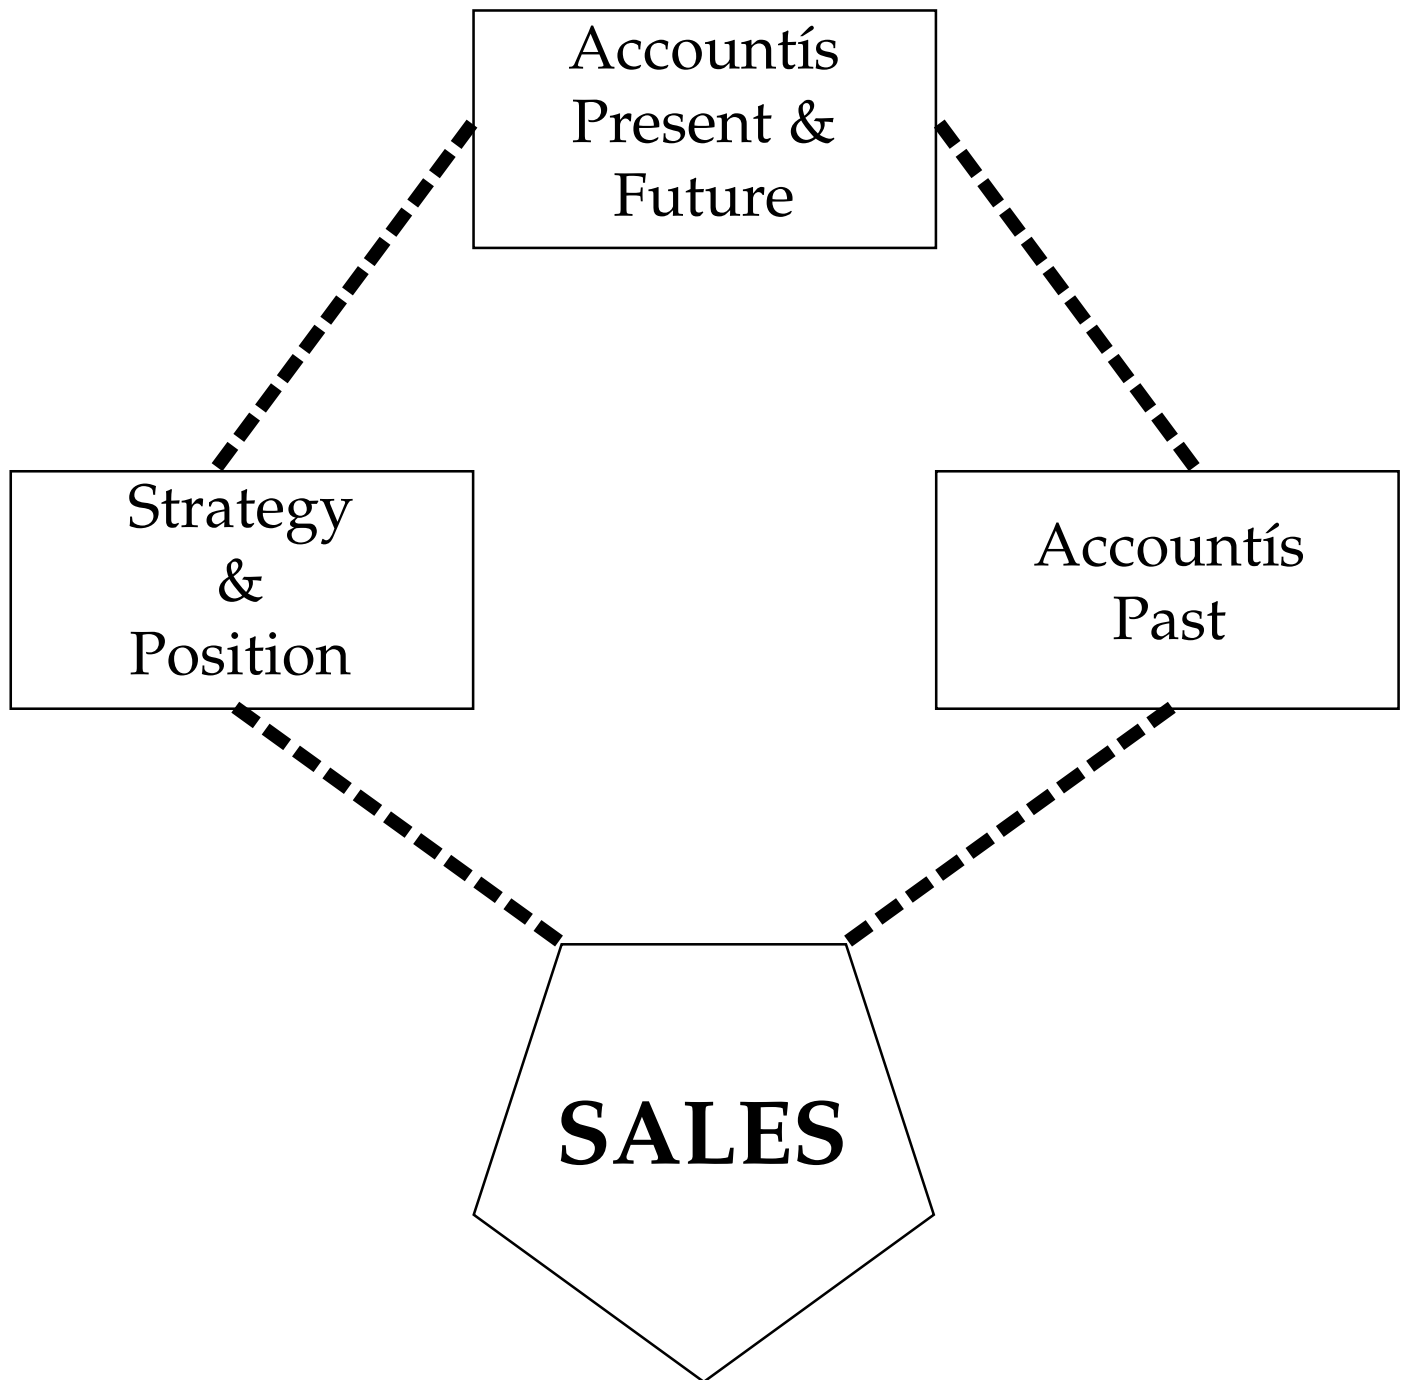 Accountís
Present &
Future
Strategy
&
Position
Accountís
Past
SALES